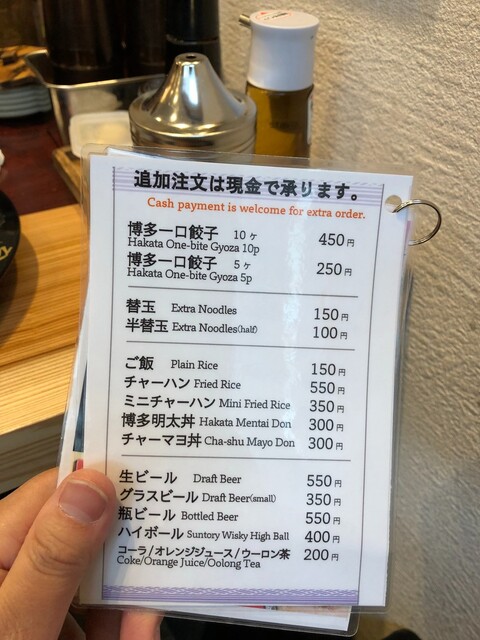 追加注文は現金で承ります。
Cash payment is welcome for extra order.
博多一口餃子 10ヶ 450円
Hakata One-bite Gyoza 10p
博多一口餃子 5ヶ 250円
Hakata One-bite Gyoza 5p
替玉 Extra Noodles 150円
半替玉 Extra Noodles(half) 100円
ご飯 Plain Rice 150円
チャーハン Fried Rice 550円
ミニチャーハン Mini Fried Rice 350円
博多明太丼 Hakata Mentai Don 300円
チャーマヨ丼 Cha-shu Mayo Don 300円
生ビール Draft Beer 550円
グラスビール Draft Beer(small) 350円
瓶ビール Bottled Beer 550円
ハイボール Suntory Wisky High Ball 400円
コーラ/オレンジジュース/ウーロン茶 200円
Coke/Orange Juice/Oolong Tea